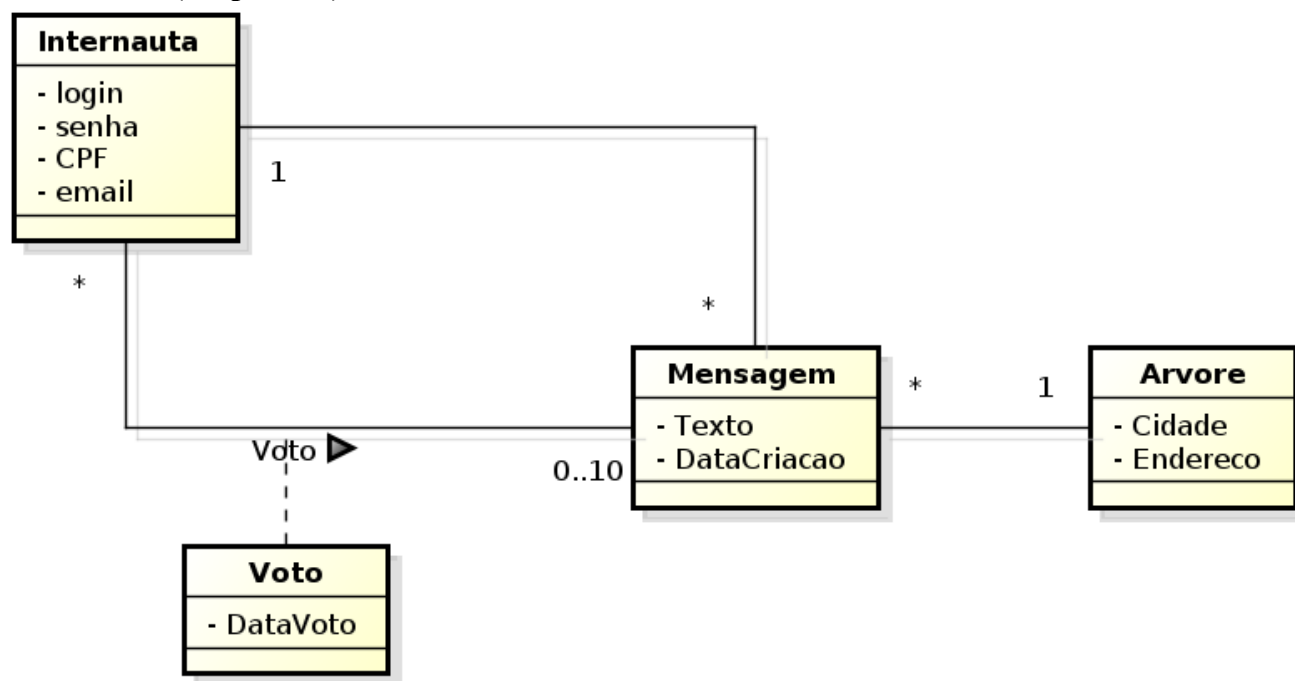 Internauta
- login
- senha
- CPF
- email
1
*
*
Mensagem
- Texto
- DataCriacao
*
1
Arvore
- Cidade
- Endereco
Voto
0..10
Voto
- DataVoto